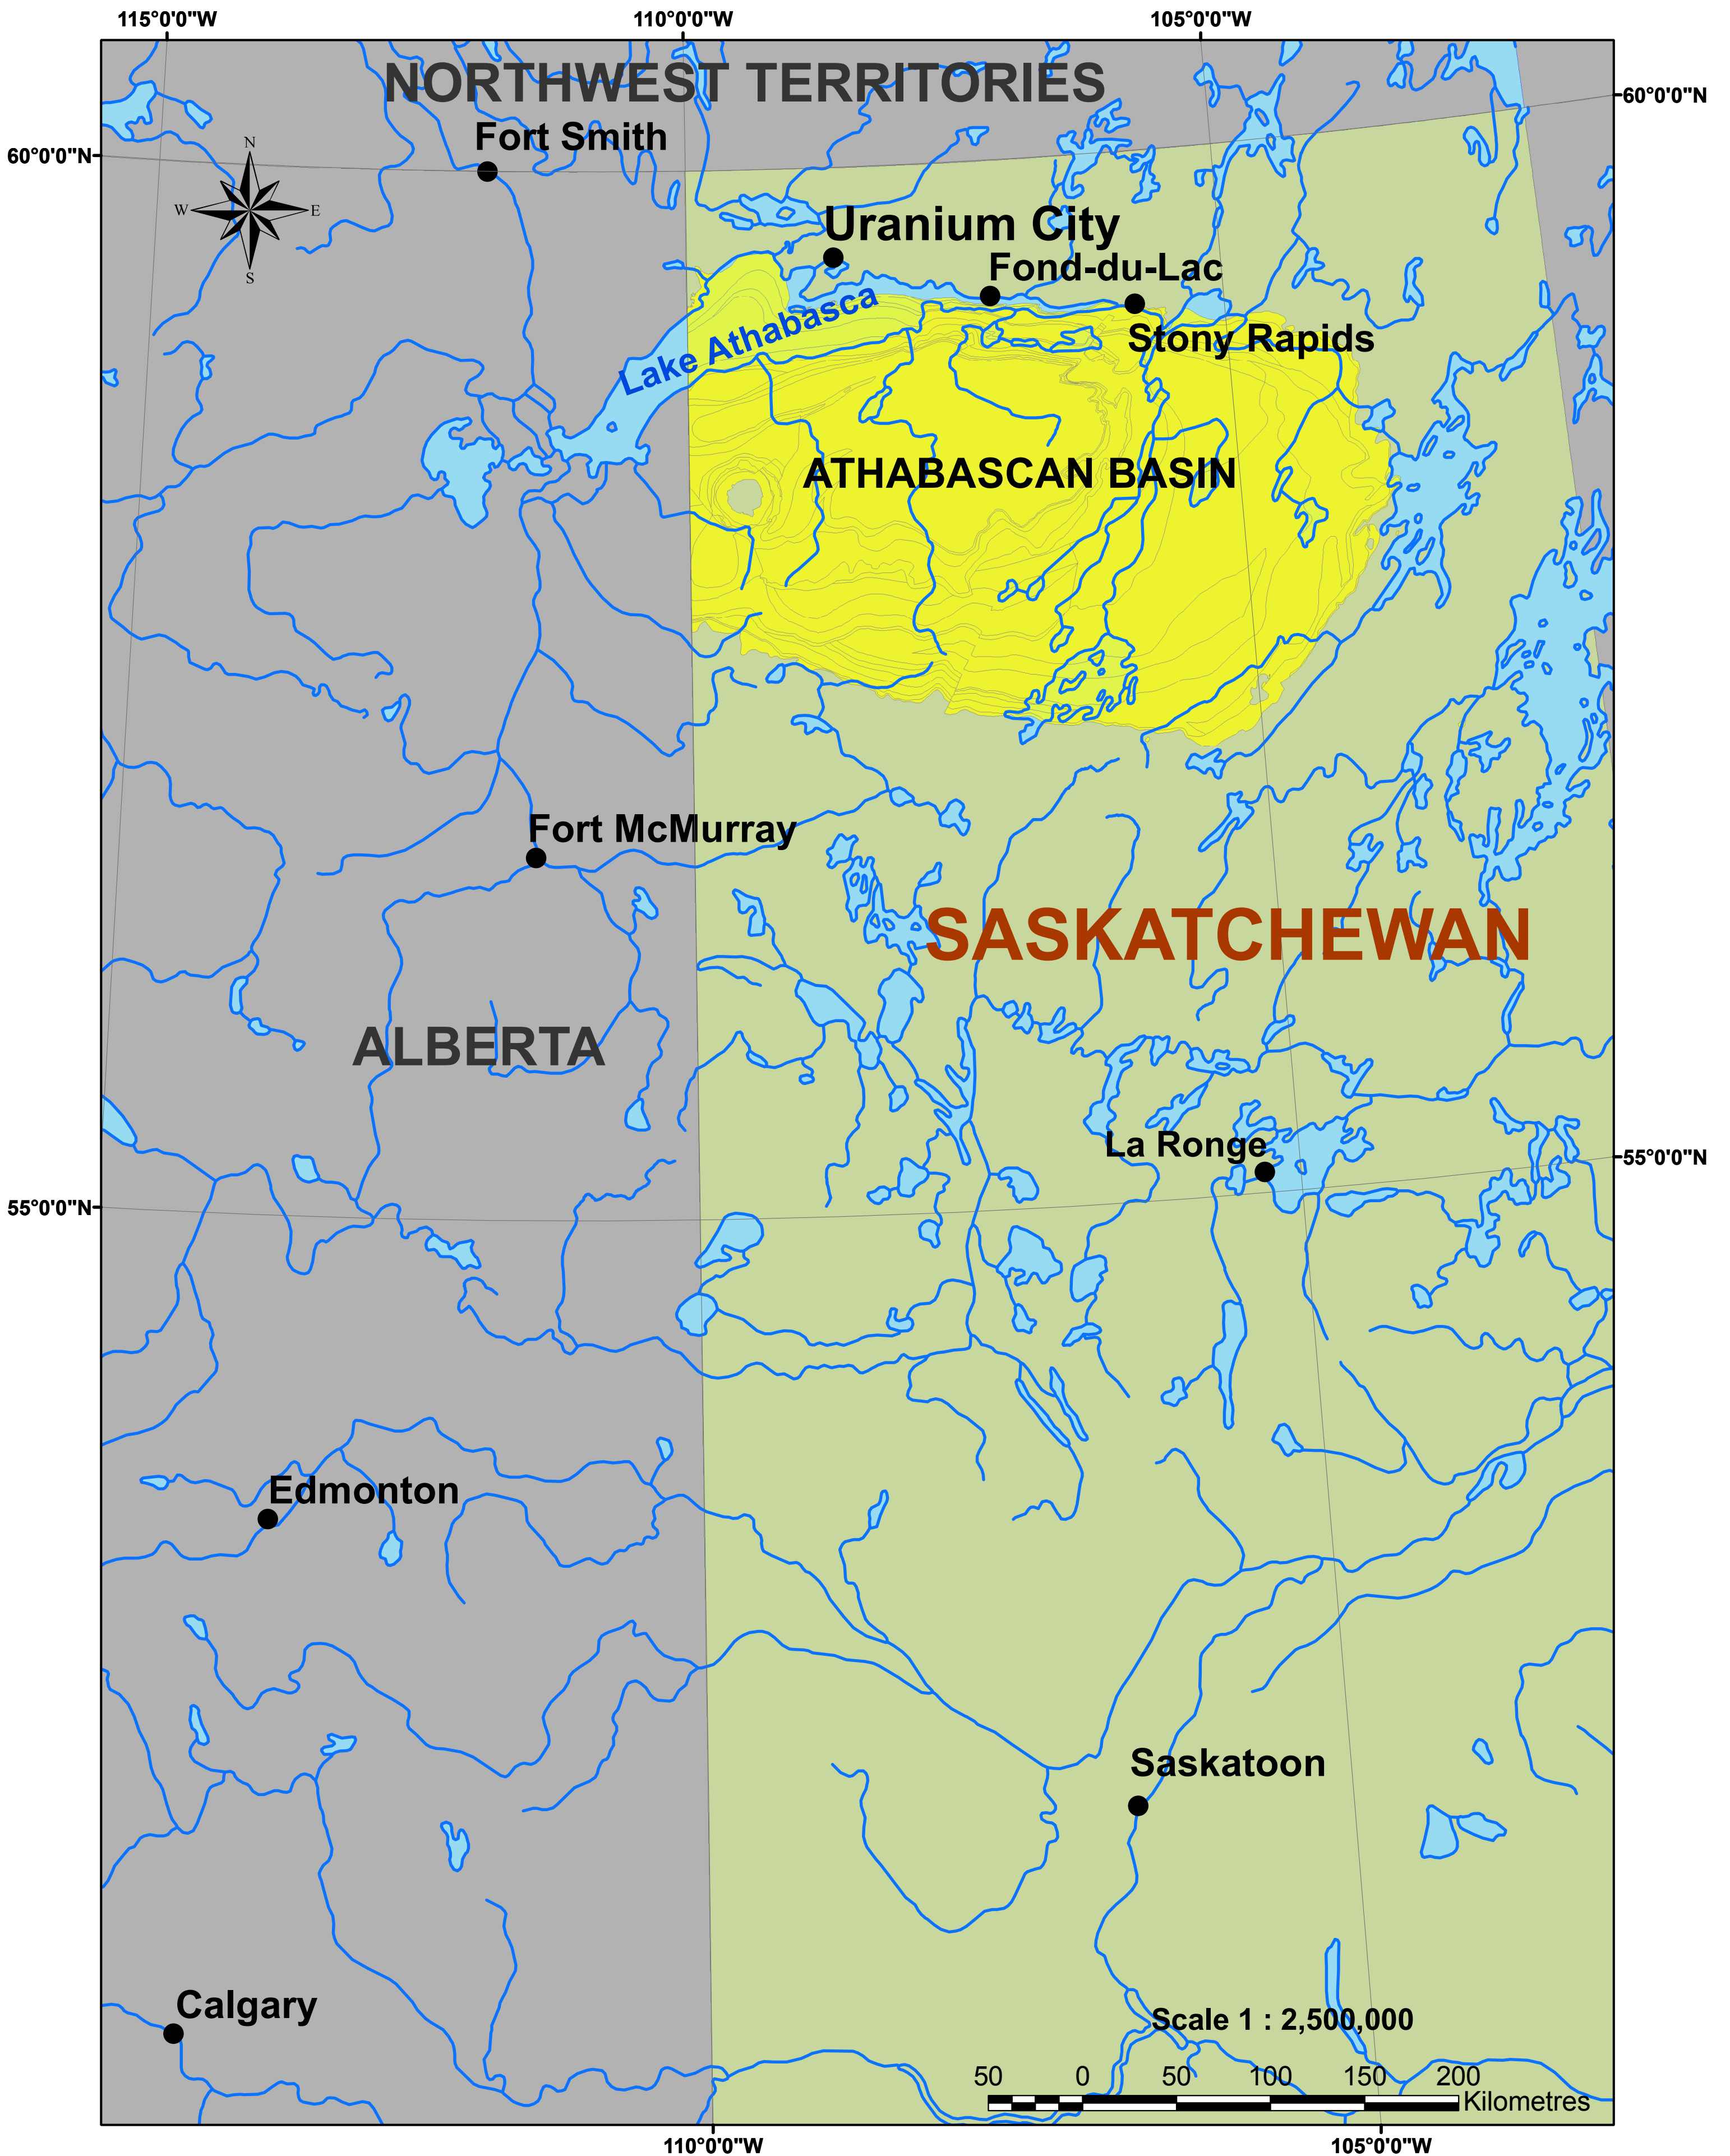 115°0'0"W
110°0'0"W
105°0'0"W
NORTHWEST TERRITORIES
60°0'0"N
Fort Smith
60°0'0"N
N
W
E
S
Uranium City
Fond-du-Lac
Lake Athabasca
Stony Rapids
ATHABASCAN BASIN
Fort McMurray
SASKATCHEWAN
ALBERTA
La Ronge
55°0'0"N
55°0'0"N
Edmonton
Saskatoon
Calgary
Scale 1 : 2,500,000
50 0 50 100 150 200
Kilometres
110°0'0"W
105°0'0"W